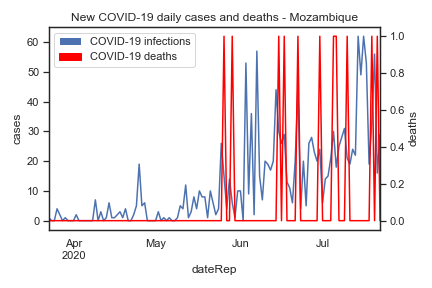 New COVID-19 daily cases and deaths - Mozambique
COVID-19 infections
COVID-19 deaths
60
50
40
30
20
10
0
cases
1.0
0.8
0.6
0.4
0.2
0.0
deaths
Apr
2020
May
Jun
Jul
dateRep